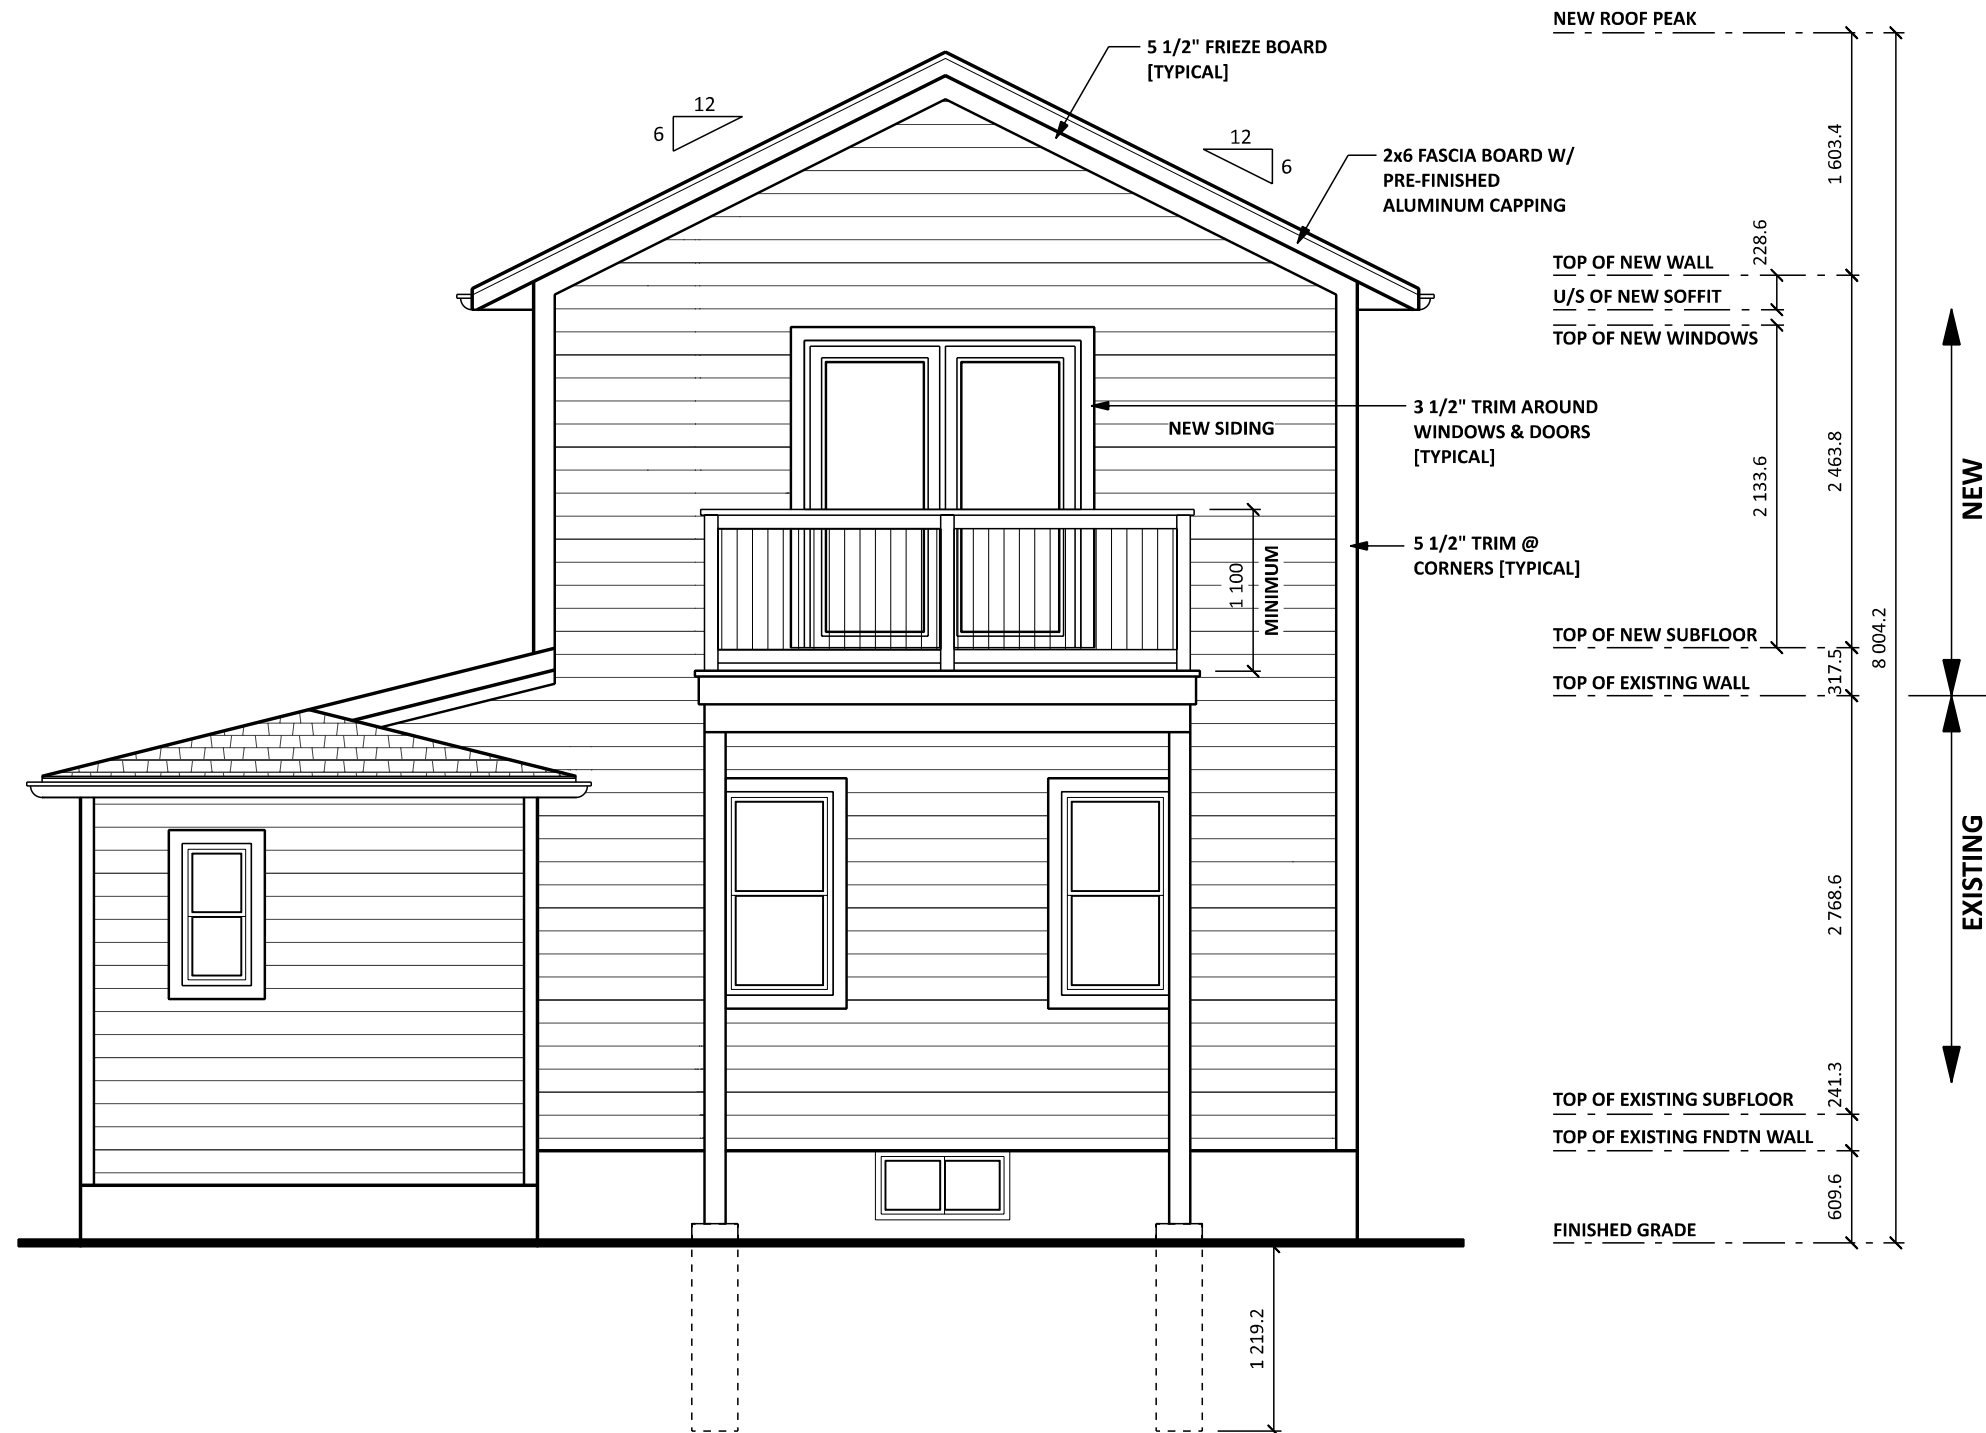 NEW ROOF PEAK
5 1/2" FRIEZE BOARD
[TYPICAL]
12
6
12
6
2x6 FASCIA BOARD W/
PRE-FINISHED
ALUMINUM CAPPING
1 603.4
228.6
TOP OF NEW WALL
U/S OF NEW SOFFIT
TOP OF NEW WINDOWS
3 1/2" TRIM AROUND
WINDOWS & DOORS
[TYPICAL]
NEW SIDING
2 133.6
2 463.8
NEW
5 1/2" TRIM @
CORNERS [TYPICAL]
1 100
MINIMUM
TOP OF NEW SUBFLOOR
317.5
8 004.2
TOP OF EXISTING WALL
EXISTING
2 768.6
TOP OF EXISTING SUBFLOOR
241.3
TOP OF EXISTING FNDTN WALL
609.6
FINISHED GRADE
1 219.2